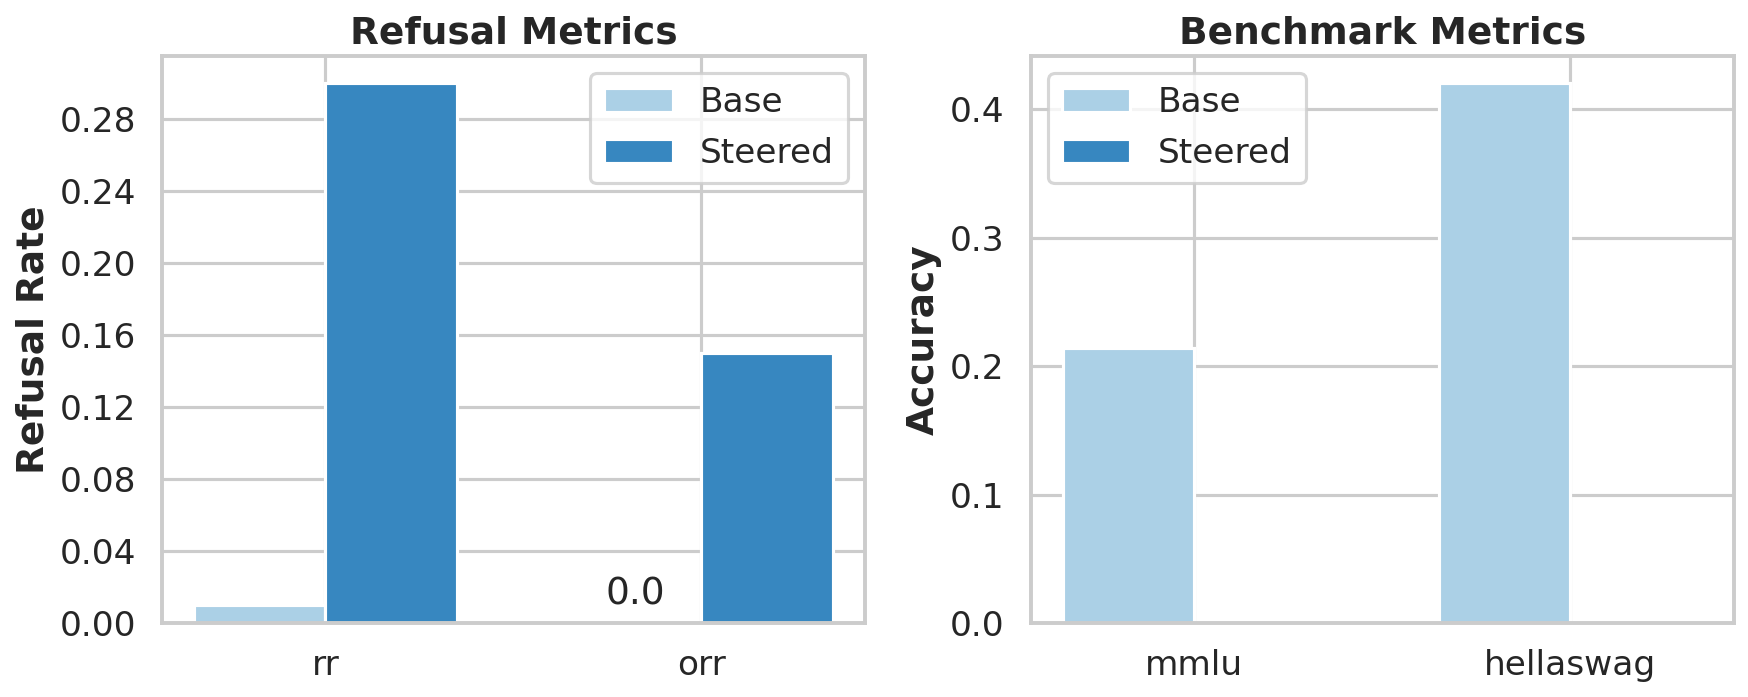 Refusal Metrics
Refusal Rate
0.28
0.24
0.20
0.16
0.12
0.08
0.04
0.00
Base
Steered
0.0
rr
orr
Benchmark Metrics
Accuracy
0.4
0.3
0.2
0.1
0.0
Base
Steered
mmlu
hellaswag